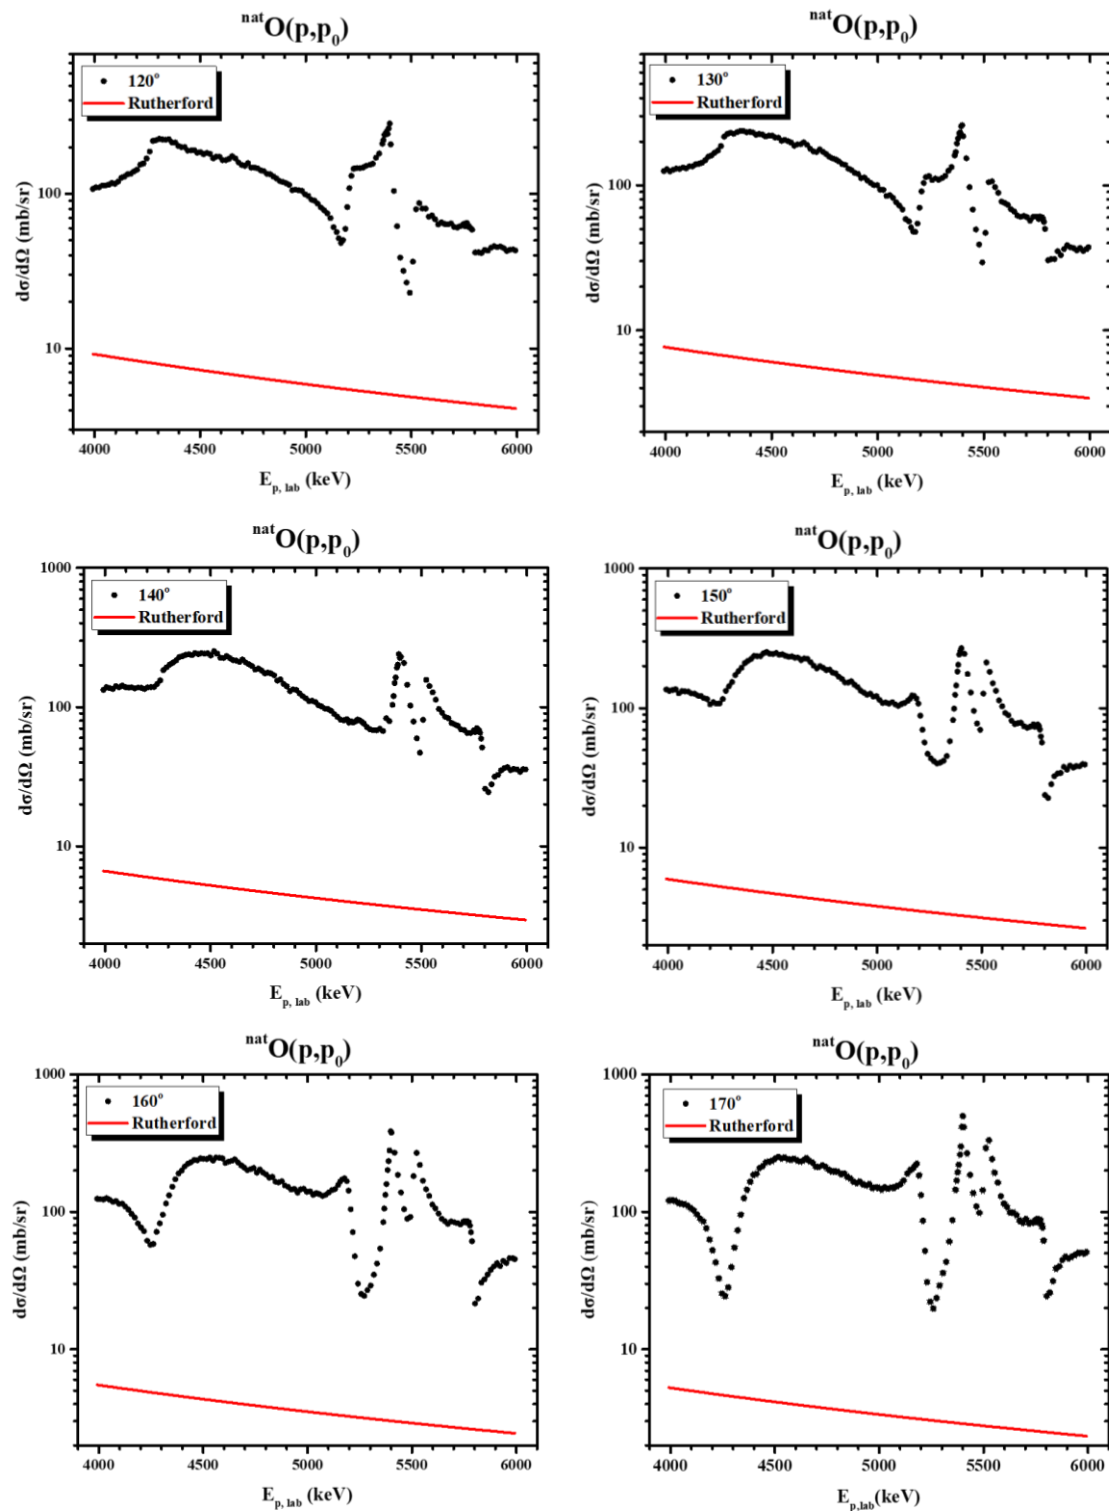 natO(p,p0)
120°
Rutherford
dσ/dΩ (mb/sr)
100
10
4000 4500 5000 5500 6000
Ep, lab (keV)
natO(p,p0)
130°
Rutherford
dσ/dΩ (mb/sr)
100
10
4000 4500 5000 5500 6000
Ep, lab (keV)
natO(p,p0)
140°
Rutherford
dσ/dΩ (mb/sr)
1000
100
10
4000 4500 5000 5500 6000
Ep, lab (keV)
natO(p,p0)
150°
Rutherford
dσ/dΩ (mb/sr)
1000
100
10
4000 4500 5000 5500 6000
Ep, lab (keV)
natO(p,p0)
160°
Rutherford
dσ/dΩ (mb/sr)
1000
100
10
4000 4500 5000 5500 6000
Ep, lab (keV)
natO(p,p0)
170°
Rutherford
dσ/dΩ (mb/sr)
1000
100
10
4000 4500 5000 5500 6000
Ep,lab(keV)